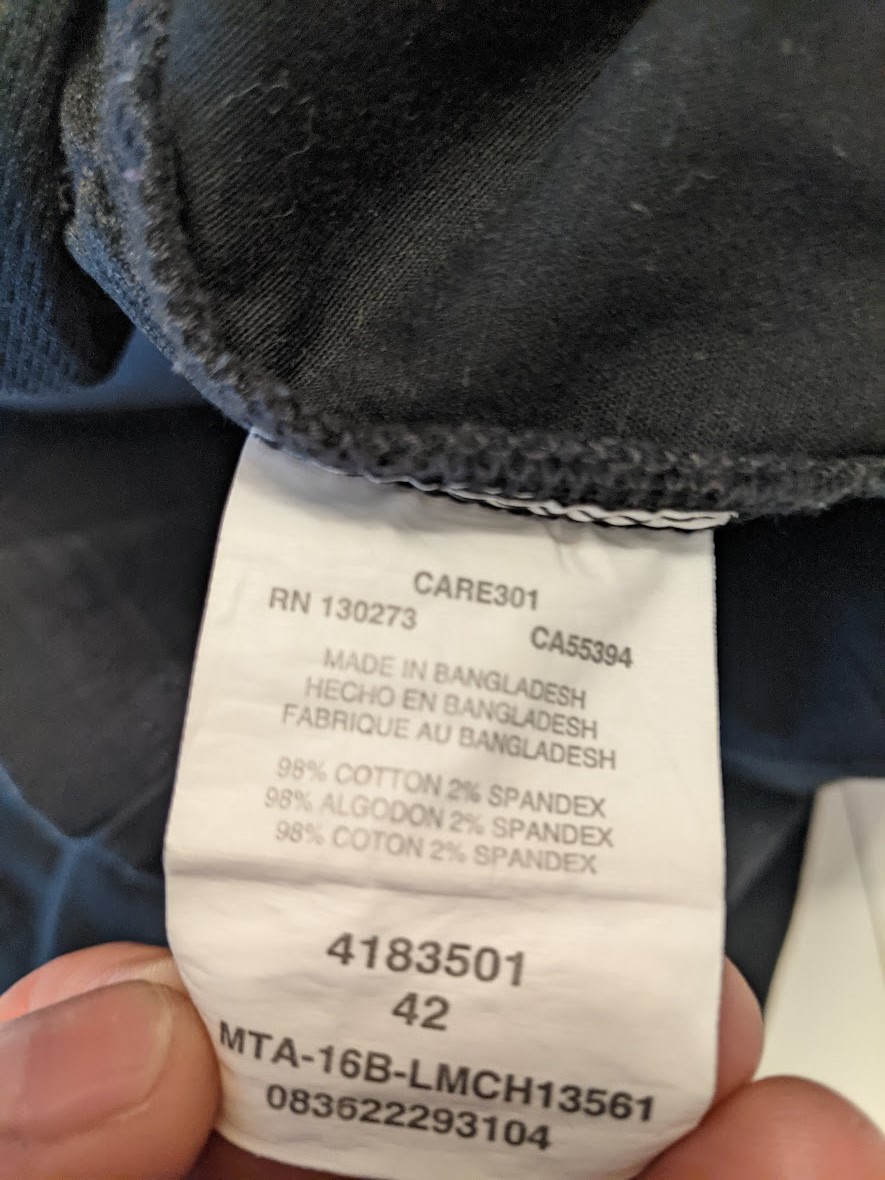 CARE301
RN 130273
CA55394
MADE IN BANGLADESH
HECHO EN BANGLADESH
FABRIQUE AU BANGLADESH
98% COTTON 2% SPANDEX
98% ALGODON 2% SPANDEX
98% COTON 2% SPANDEX
4183501
42
MTA-16B-LMCH13561
083622293104